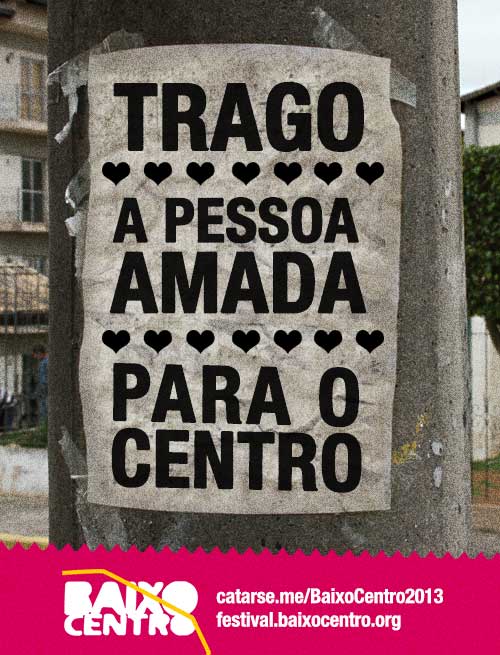 TRAGO
A PESSOA
AMADA
PARA O
CENTRO
BAIXO
CENTRO
catarse.me/BaixoCentro2013
festival.baixocentro.org